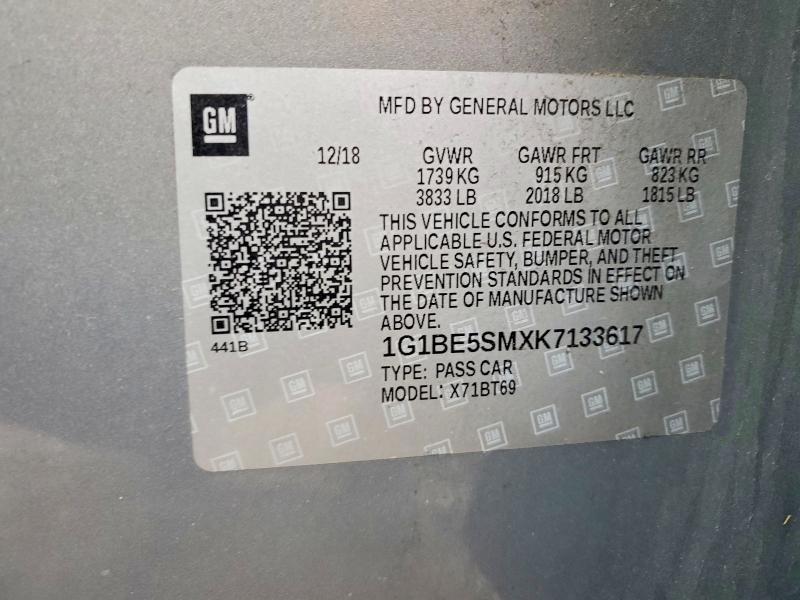 GM
MFD BY GENERAL MOTORS LLC
12/18 GVWR GAWR FRT GAWR RR
1739 KG 915 KG 823 KG
3833 LB 2018 LB 1815 LB
THIS VEHICLE CONFORMS TO ALL
APPLICABLE U.S. FEDERAL MOTOR
VEHICLE SAFETY, BUMPER, AND THEFT
PREVENTION STANDARDS IN EFFECT ON
THE DATE OF MANUFACTURE SHOWN
ABOVE.
441B
1G1BE5SMXK7133617
TYPE: PASS CAR
MODEL: X71BT69